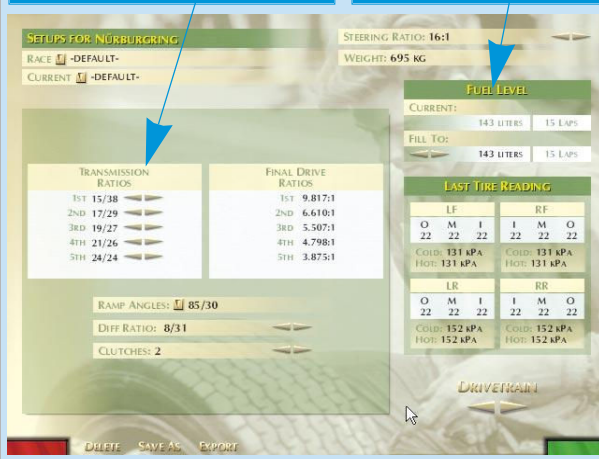 SETUPS FOR NÜRBURGRING
RACE -DEFAULT-
CURRENT -DEFAULT-
STEERING RATIO: 16:1
WEIGHT: 695 KG
FUEL LEVEL
CURRENT:
143 LITERS 15 LAPS
FILL TO:
143 LITERS 15 LAPS
TRANSMISSION
RATIOS
1ST 15/38
2ND 17/29
3RD 19/27
4TH 21/26
5TH 24/24
FINAL DRIVE
RATIOS
1ST 9.817:1
2ND 6.610:1
3RD 5.507:1
4TH 4.798:1
5TH 3.875:1
RAMP ANGLES: 85/30
DIFF RATIO: 8/31
CLUTCHES: 2
LAST TIRE READING
LF RF
O M I I M O
22 22 22 22 22 22
COLD: 131 KPA COLD: 131 KPA
HOT: 131 KPA HOT: 131 KPA
LR RR
O M I I M O
22 22 22 22 22 22
COLD: 152 KPA COLD: 152 KPA
HOT: 152 KPA HOT: 152 KPA
DRIVETRAIN
DELETE SAVE AS EXPORT